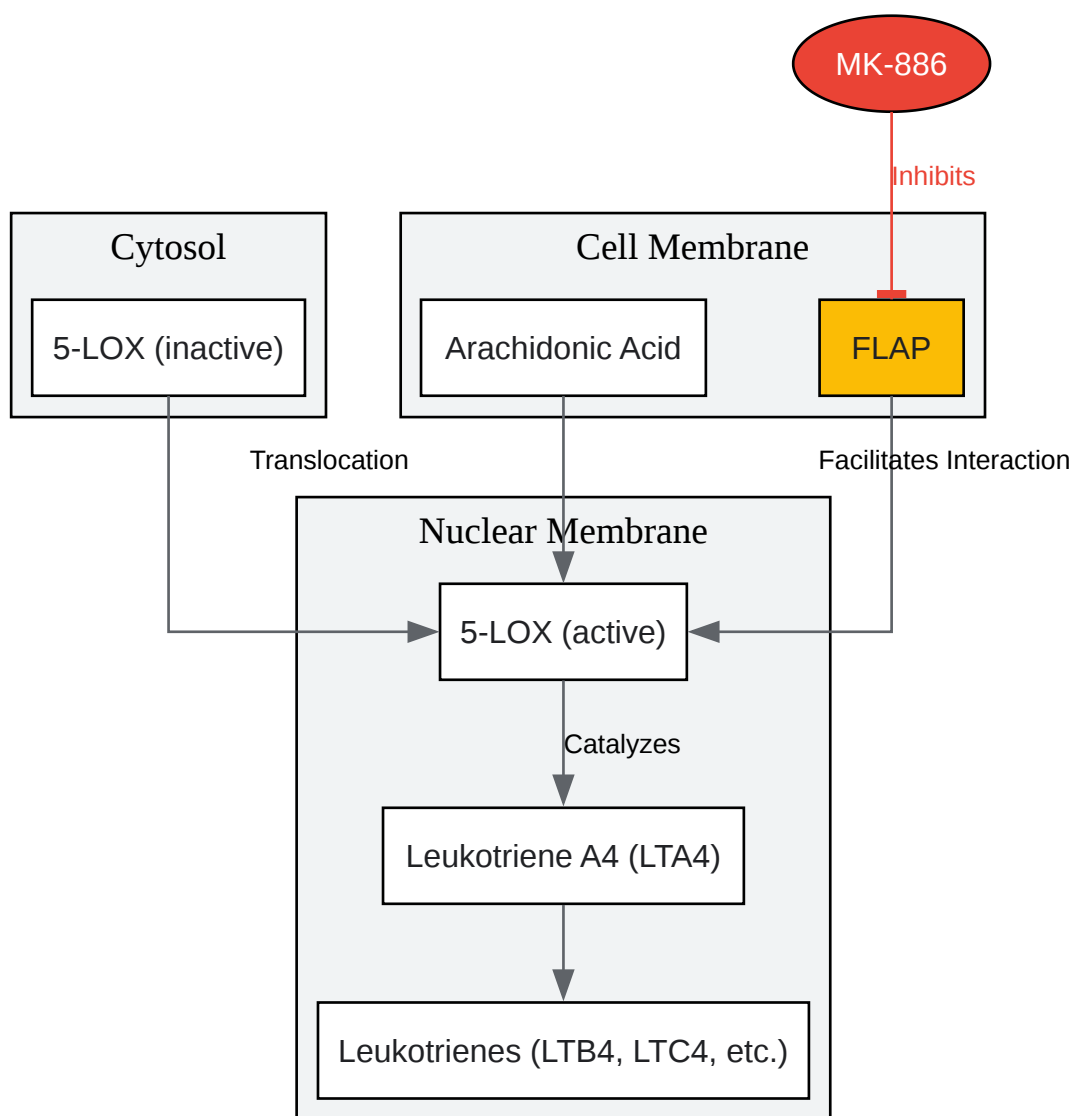 MK-886
Inhibits
Cytosol
Cell Membrane
5-LOX (inactive)
Arachidonic Acid
FLAP
Translocation
Facilitates Interaction
Nuclear Membrane
5-LOX (active)
Catalyzes
Leukotriene A4 (LTA4)
Leukotrienes (LTB4, LTC4, etc.)